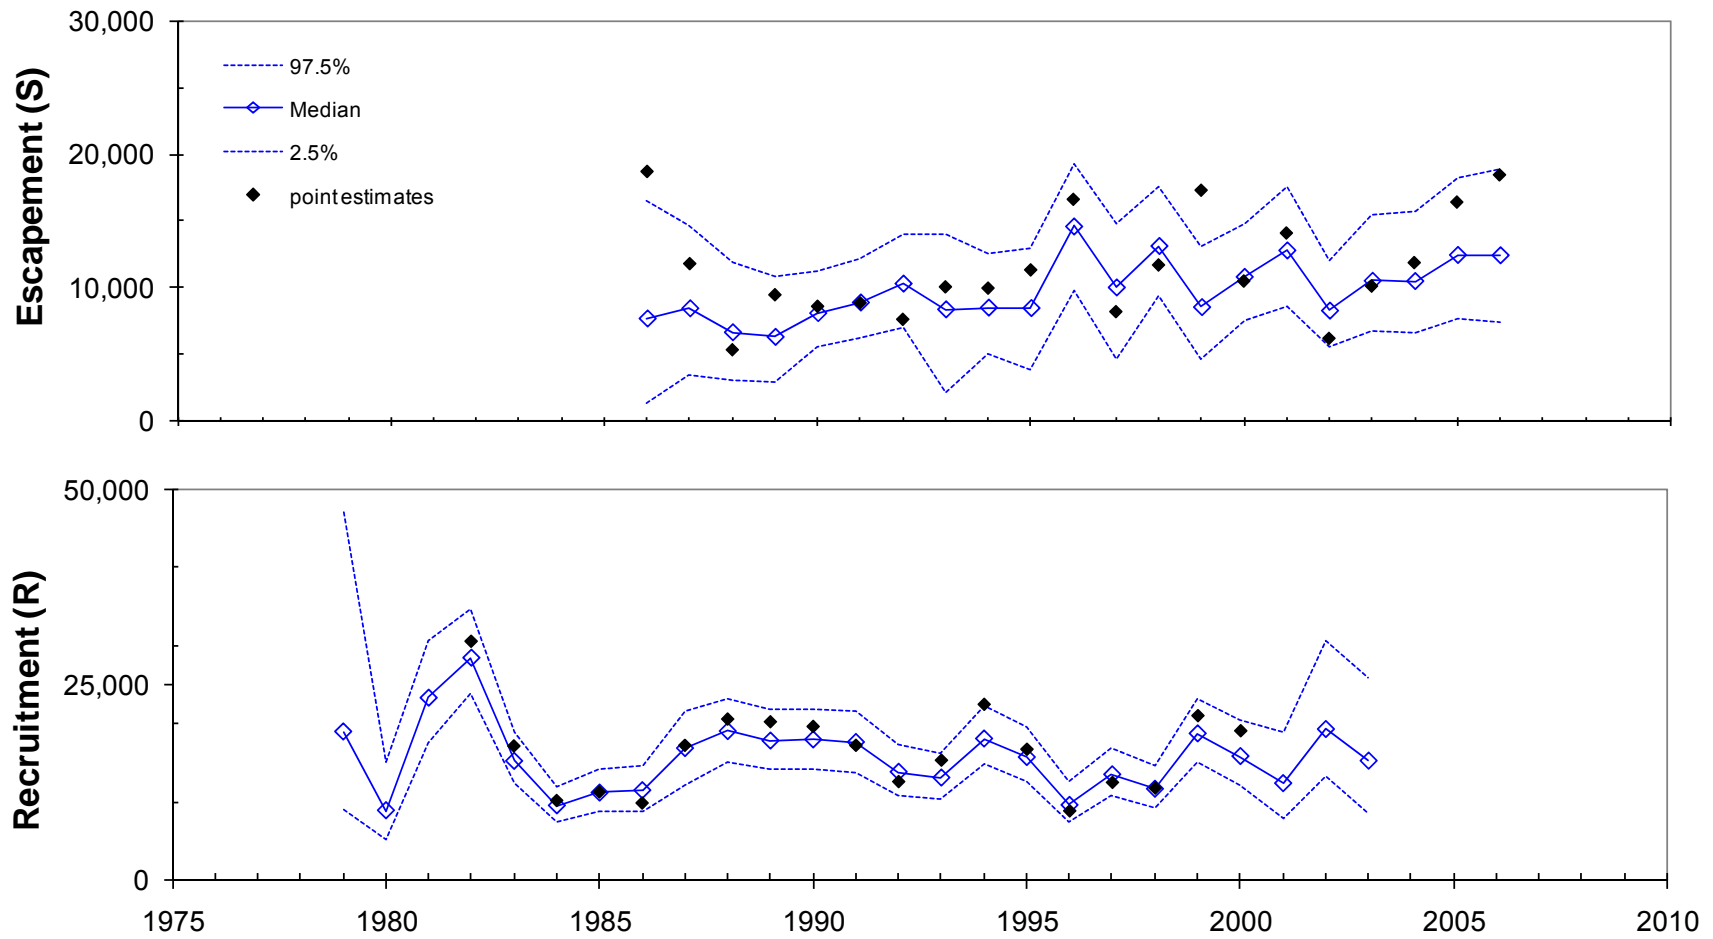 30,000
20,000
10,000
0
Escapement (S)
97.5%
Median
2.5%
point estimates
50,000
25,000
0
Recruitment (R)
1975 1980 1985 1990 1995 2000 2005 2010